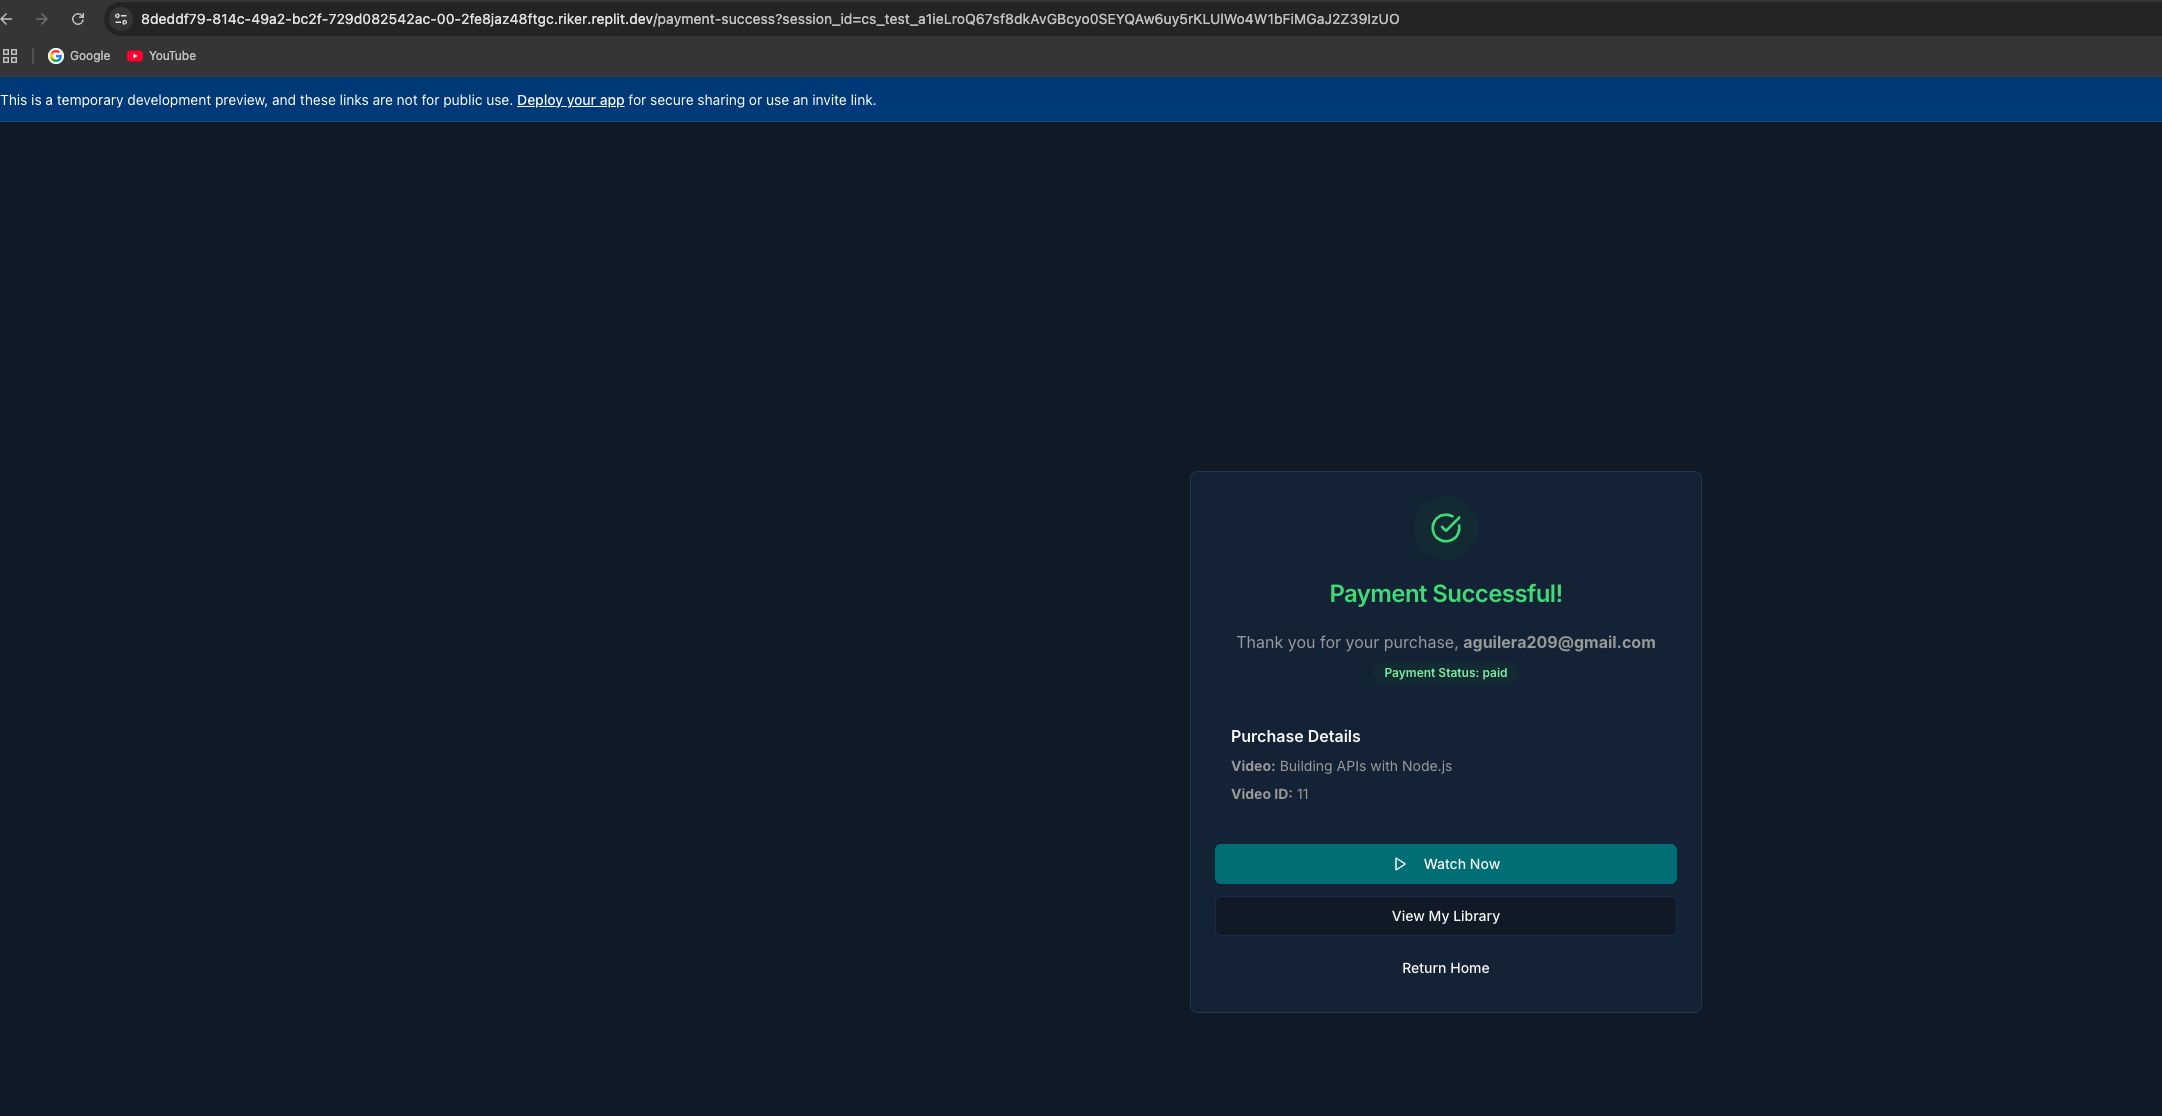 8deddf79-814c-49a2-bc2f-729d082542ac-00-2fe8jaz48ftgc.riker.replit.dev/payment-success?session_id=cs_test_a1ieLroQ67sf8dkAvGBcyo0SEYQAw6uy5rKLUlWo4W1bFiMGaJ2Z39IzUO
Google YouTube
This is a temporary development preview, and these links are not for public use. Deploy your app for secure sharing or use an invite link.
Payment Successful!
Thank you for your purchase, aguilera209@gmail.com
Payment Status: paid
Purchase Details
Video: Building APIs with Node.js
Video ID: 11
Watch Now
View My Library
Return Home